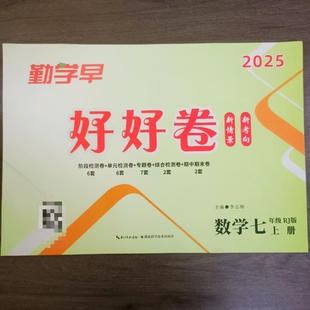 2025
勤学早
好好卷
新情景
新考向
阶段检测卷+单元检测卷+专题卷+综合检测卷+期中期末卷
6套 6套 7套 2套 2套
数学七年级 RJ版
上册